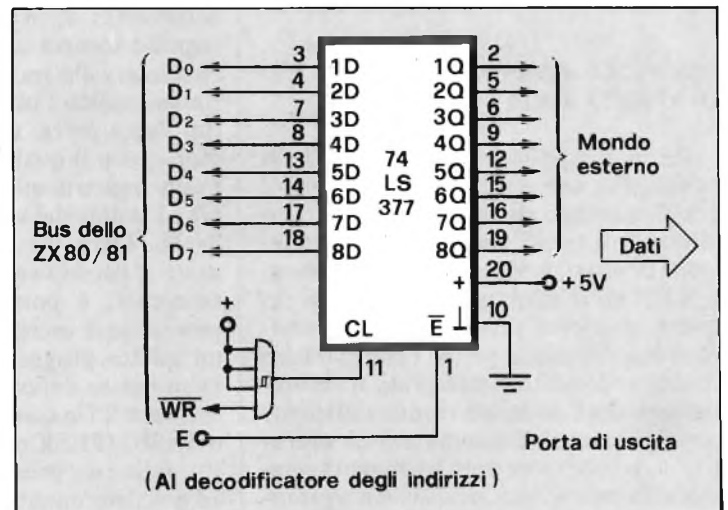 D0 3 1D 1Q 2
D1 4 2D 2Q 5
D2 7 3D 3Q 6
D3 8 4D 4Q 9
D4 13 5D 5Q 12
D5 14 6D 6Q 15
D6 17 7D 7Q 16
D7 18 8D 8Q 19
74
LS
377
Bus dello
ZX80/81
Mondo
esterno
Dati
+ 20 +5V
CL E ⊥ 10
11 1
+
WR
E
Porta di uscita
(Al decodificatore degli indirizzi)